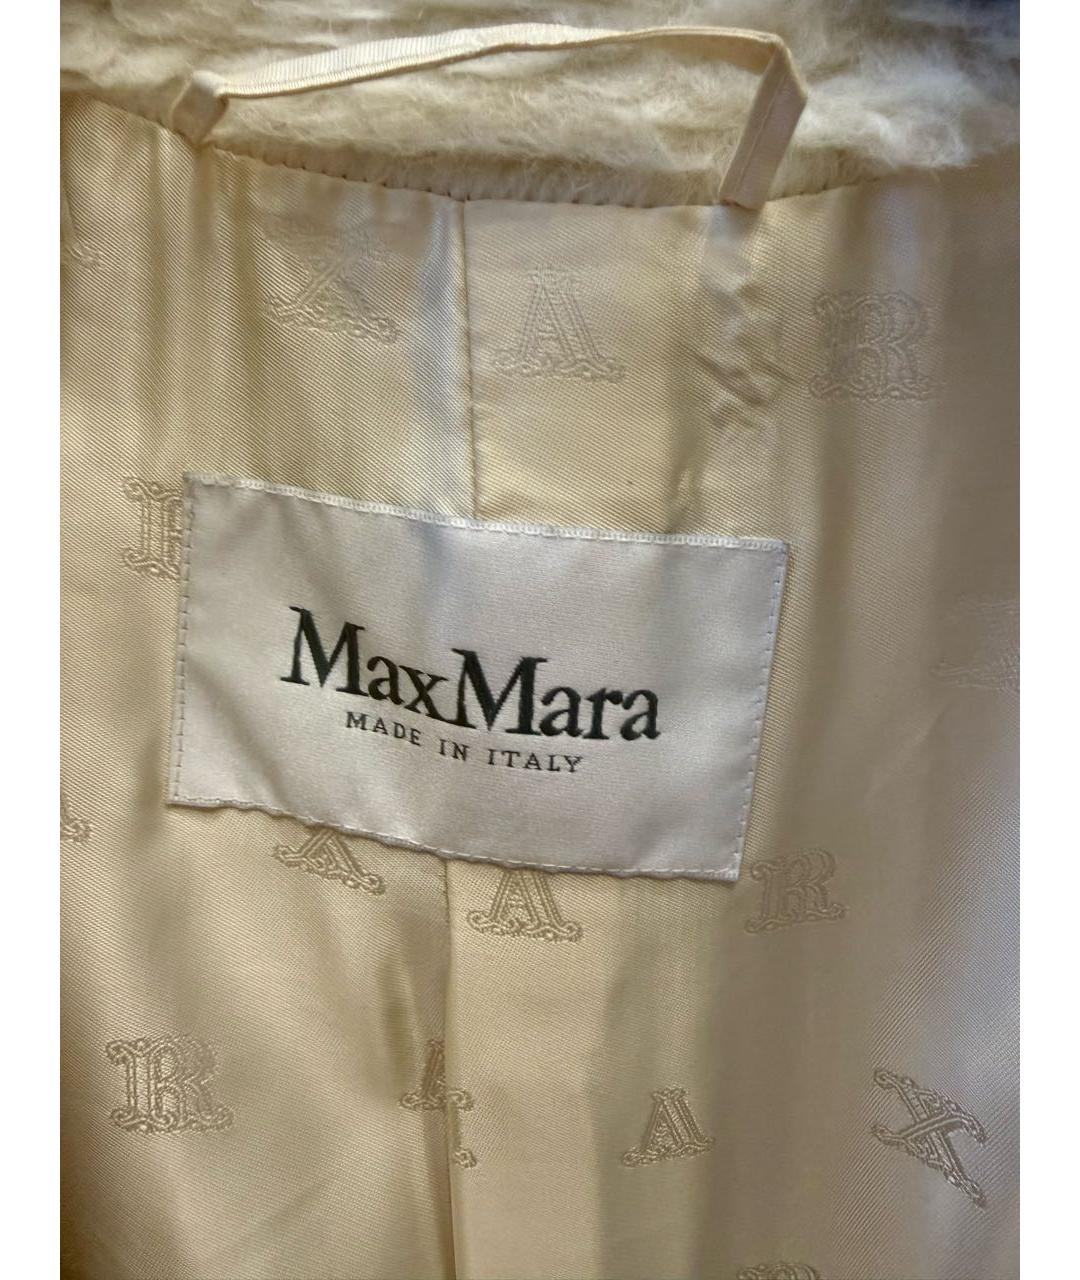 X A R
R
MaxMara
MADE IN ITALY
A A R
R A A X
R